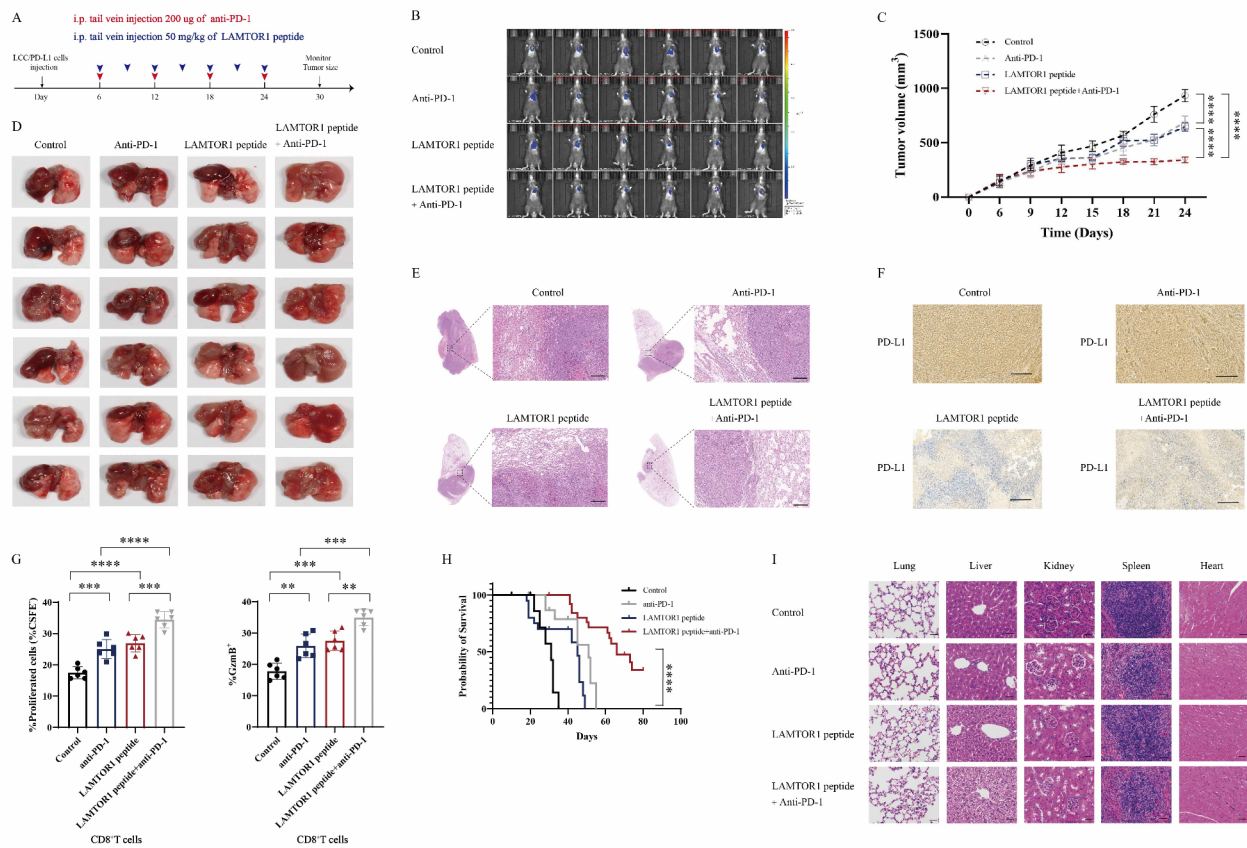 A
i.p. tail vein injection 200 ug of anti-PD-1
i.p. tail vein injection 50 mg/kg of LAMTOR1 peptide
LCC/PD-L1 cells
injection
Monitor
Tumor size
Day
6
12
18
24
30
B
Control
Anti-PD-1
LAMTOR1 peptide
LAMTOR1 peptide
+ Anti-PD-1
C
Tumor volume (mm3)
1500
1000
500
0
0
6
9
12
15
18
21
24
Time (Days)
Control
Anti-PD-1
LAMTOR1 peptide
LAMTOR1 peptide+Anti-PD-1
****
****
****
D
Control
Anti-PD-1
LAMTOR1 peptide
LAMTOR1 peptide
+ Anti-PD-1
E
Control
Anti-PD-1
LAMTOR1 peptide
LAMTOR1 peptide
+Anti-PD-1
F
Control
Anti-PD-1
PD-L1
PD-L1
LAMTOR1 peptide
LAMTOR1 peptide
+Anti-PD-1
PD-L1
PD-L1
G
%Proliferated cells (%CSFE-)
40
30
20
10
0
****
****
***
***
Control
anti-PD-1
LAMTOR1 peptide
LAMTOR1 peptide+anti-PD-1
CD8+T cells
%GzmB+
40
30
20
10
0
***
***
**
**
Control
anti-PD-1
LAMTOR1 peptide
LAMTOR1 peptide+anti-PD-1
CD8+T cells
H
Probability of Survival
100
50
0
0
20
40
60
80
100
Days
Control
anti-PD-1
LAMTOR1 peptide
LAMTOR1 peptide+anti-PD-1
****
I
Lung
Liver
Kidney
Spleen
Heart
Control
Anti-PD-1
LAMTOR1 peptide
LAMTOR1 peptide
+ Anti-PD-1